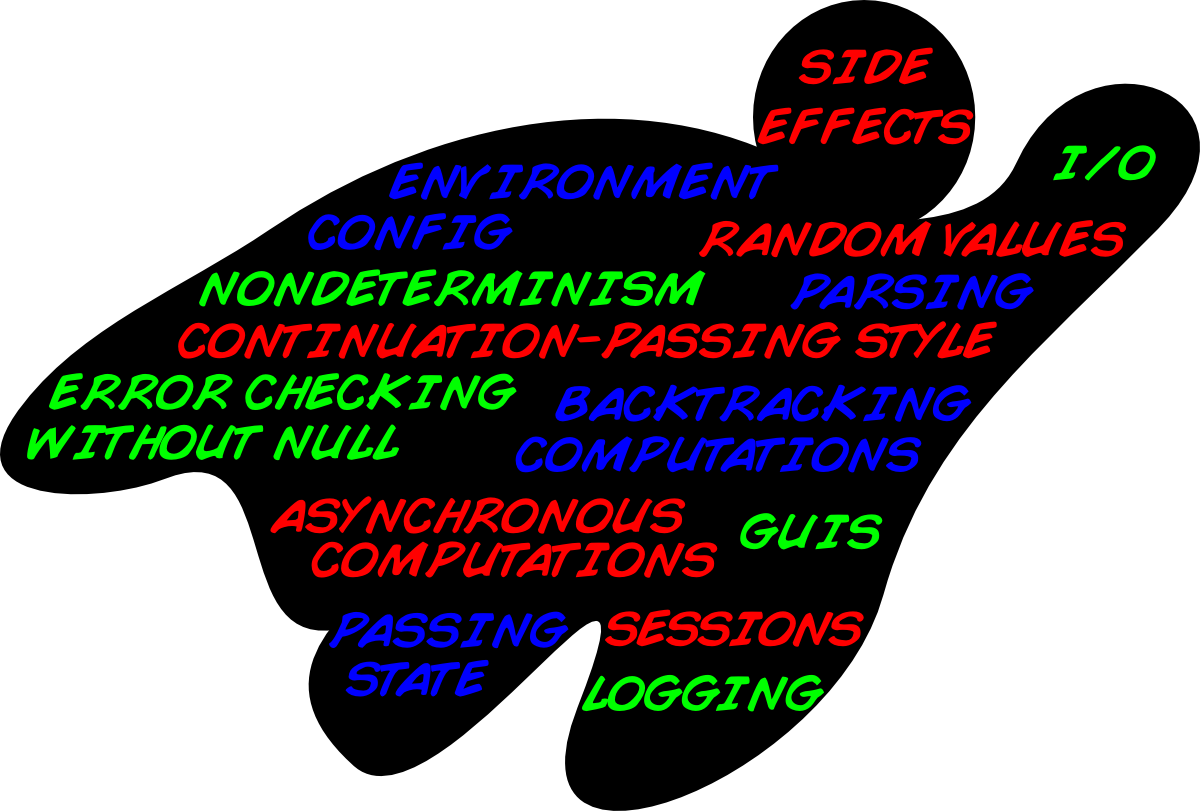 SIDE
EFFECTS
I/O
ENVIRONMENT
CONFIG
RANDOM VALUES
NONDETERMINISM
PARSING
CONTINUATION-PASSING STYLE
ERROR CHECKING
WITHOUT NULL
BACKTRACKING
COMPUTATIONS
ASYNCHRONOUS
COMPUTATIONS
GUIS
PASSING
STATE
SESSIONS
LOGGING